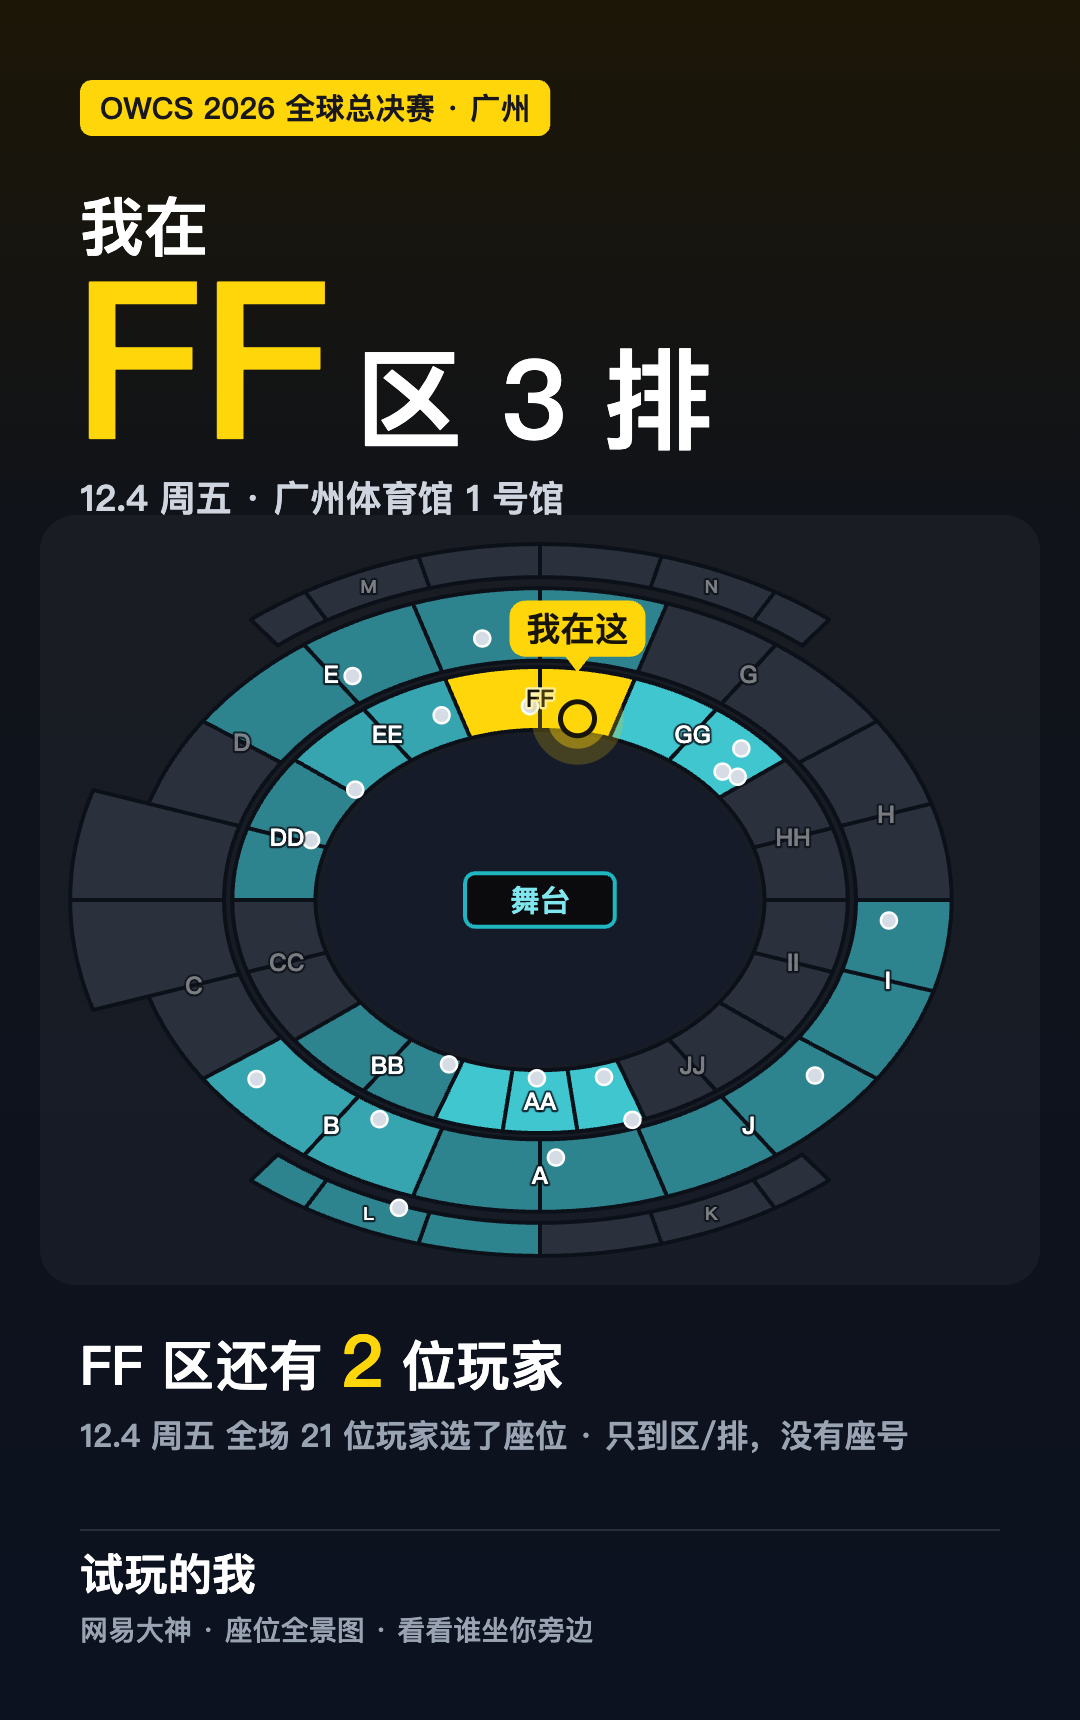 OWCS 2026 全球总决赛 · 广州
我在
FF 区 3 排
12.4 周五 · 广州体育馆 1 号馆
M
N
我在这
E
G
FF
D
EE
GG
H
DD
HH
舞台
CC
II
C
I
BB
JJ
AA
B
J
A
L
K
FF 区还有 2 位玩家
12.4 周五 全场 21 位玩家选了座位 · 只到区/排，没有座号
试玩的我
网易大神 · 座位全景图 · 看看谁坐你旁边